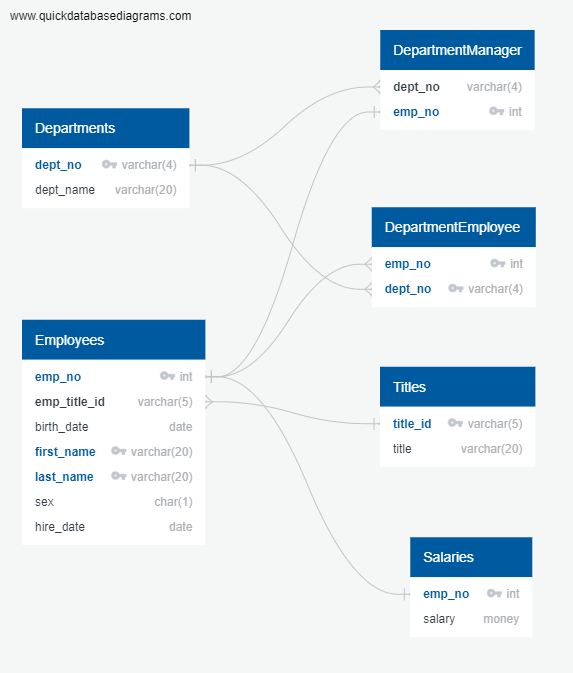 www.quickdatabasediagrams.com
DepartmentManager
dept_no varchar(4)
emp_no int
Departments
dept_no varchar(4)
dept_name varchar(20)
DepartmentEmployee
emp_no int
dept_no varchar(4)
Employees
emp_no int
emp_title_id varchar(5)
birth_date date
first_name varchar(20)
last_name varchar(20)
sex char(1)
hire_date date
Titles
title_id varchar(5)
title varchar(20)
Salaries
emp_no int
salary money